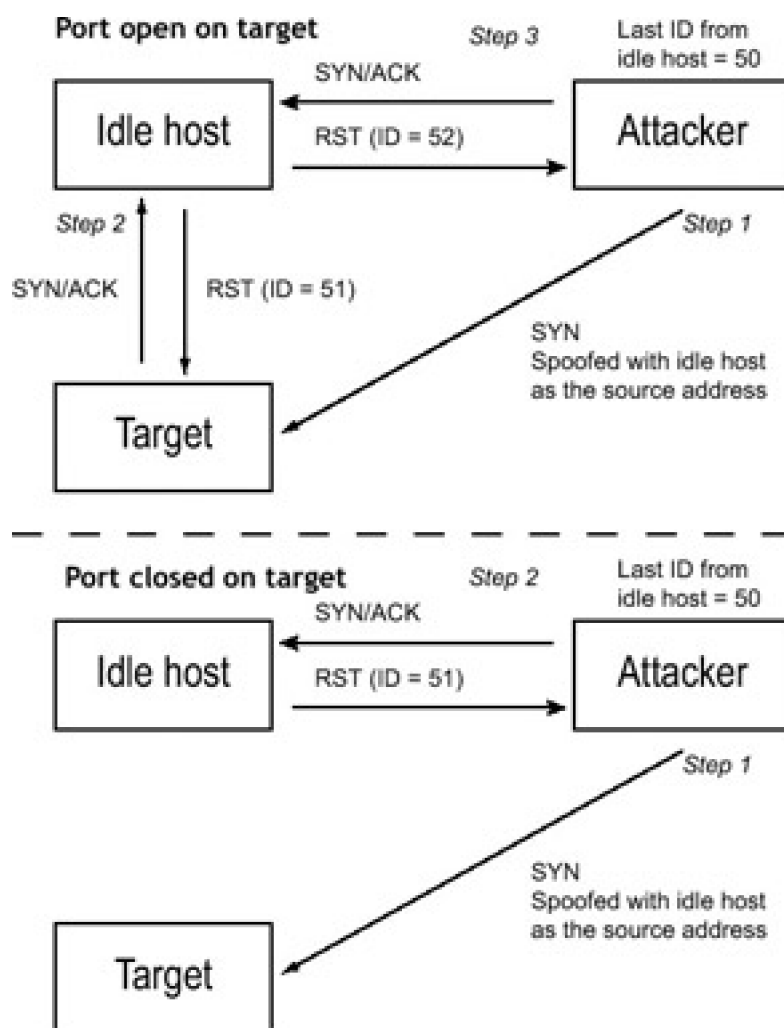 Port open on target
Step 3
Last ID from
idle host = 50
SYN/ACK
Idle host
RST (ID = 52)
Attacker
Step 2
Step 1
SYN/ACK
RST (ID = 51)
SYN
Spoofed with idle host
as the source address
Target
Port closed on target
Step 2
Last ID from
idle host = 50
SYN/ACK
Idle host
RST (ID = 51)
Attacker
Step 1
SYN
Spoofed with idle host
as the source address
Target